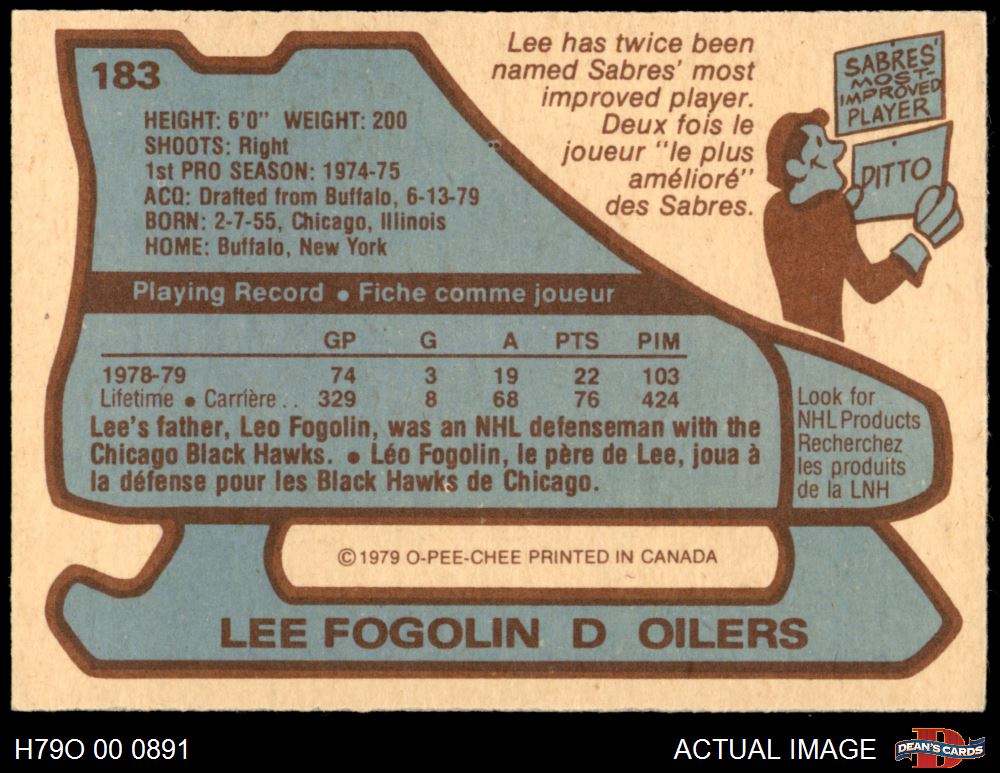 183
HEIGHT: 6'0" WEIGHT: 200
SHOOTS: Right
1st PRO SEASON: 1974-75
ACQ: Drafted from Buffalo, 6-13-79
BORN: 2-7-55, Chicago, Illinois
HOME: Buffalo, New York
Lee has twice been
named Sabres' most
improved player.
Deux fois le
joueur "le plus
amélioré"
des Sabres.
SABRES'
MOST-
IMPROVED
PLAYER
DITTO
Playing Record • Fiche comme joueur
GP G A PTS PIM
1978-79 74 3 19 22 103
Lifetime • Carrière . . 329 8 68 76 424
Lee's father, Leo Fogolin, was an NHL defenseman with the
Chicago Black Hawks. • Léo Fogolin, le père de Lee, joua à
la défense pour les Black Hawks de Chicago.
Look for
NHL Products
Recherchez
les produits
de la LNH
© 1979 O-PEE-CHEE PRINTED IN CANADA
LEE FOGOLIN D OILERS
H79O 00 0891
ACTUAL IMAGE
D
DEAN'S CARDS